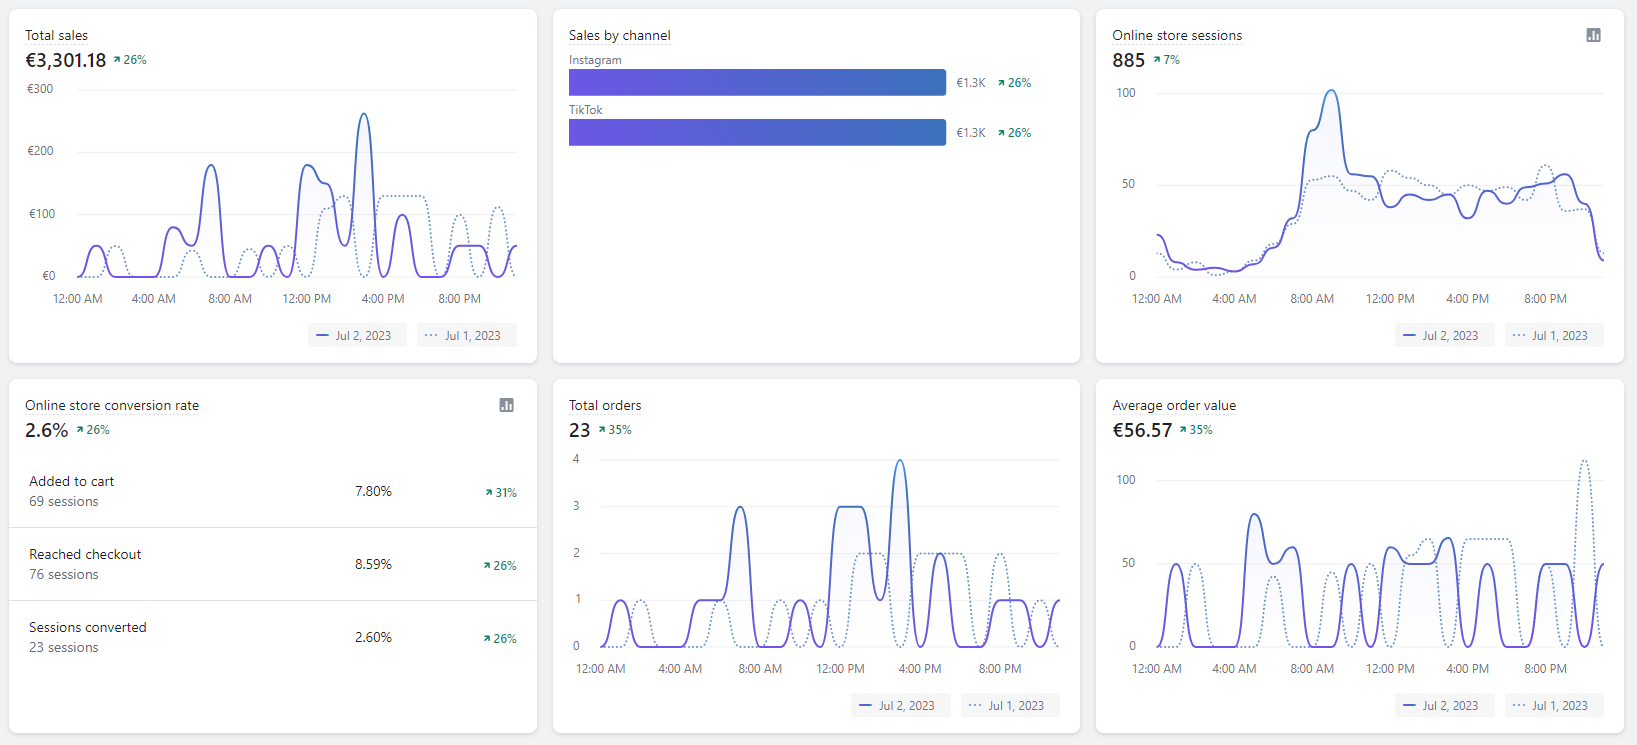 Total sales
€3,301.18 26%
€300
€200
€100
€0
12:00 AM 4:00 AM 8:00 AM 12:00 PM 4:00 PM 8:00 PM
Jul 2, 2023 Jul 1, 2023
Sales by channel
Instagram
€1.3K 26%
TikTok
€1.3K 26%
Online store sessions
885 7%
100
50
0
12:00 AM 4:00 AM 8:00 AM 12:00 PM 4:00 PM 8:00 PM
Jul 2, 2023 Jul 1, 2023
Online store conversion rate
2.6% 26%
Added to cart
69 sessions
7.80% 31%
Reached checkout
76 sessions
8.59% 26%
Sessions converted
23 sessions
2.60% 26%
Total orders
23 35%
4
3
2
1
0
12:00 AM 4:00 AM 8:00 AM 12:00 PM 4:00 PM 8:00 PM
Jul 2, 2023 Jul 1, 2023
Average order value
€56.57 35%
100
50
0
12:00 AM 4:00 AM 8:00 AM 12:00 PM 4:00 PM 8:00 PM
Jul 2, 2023 Jul 1, 2023